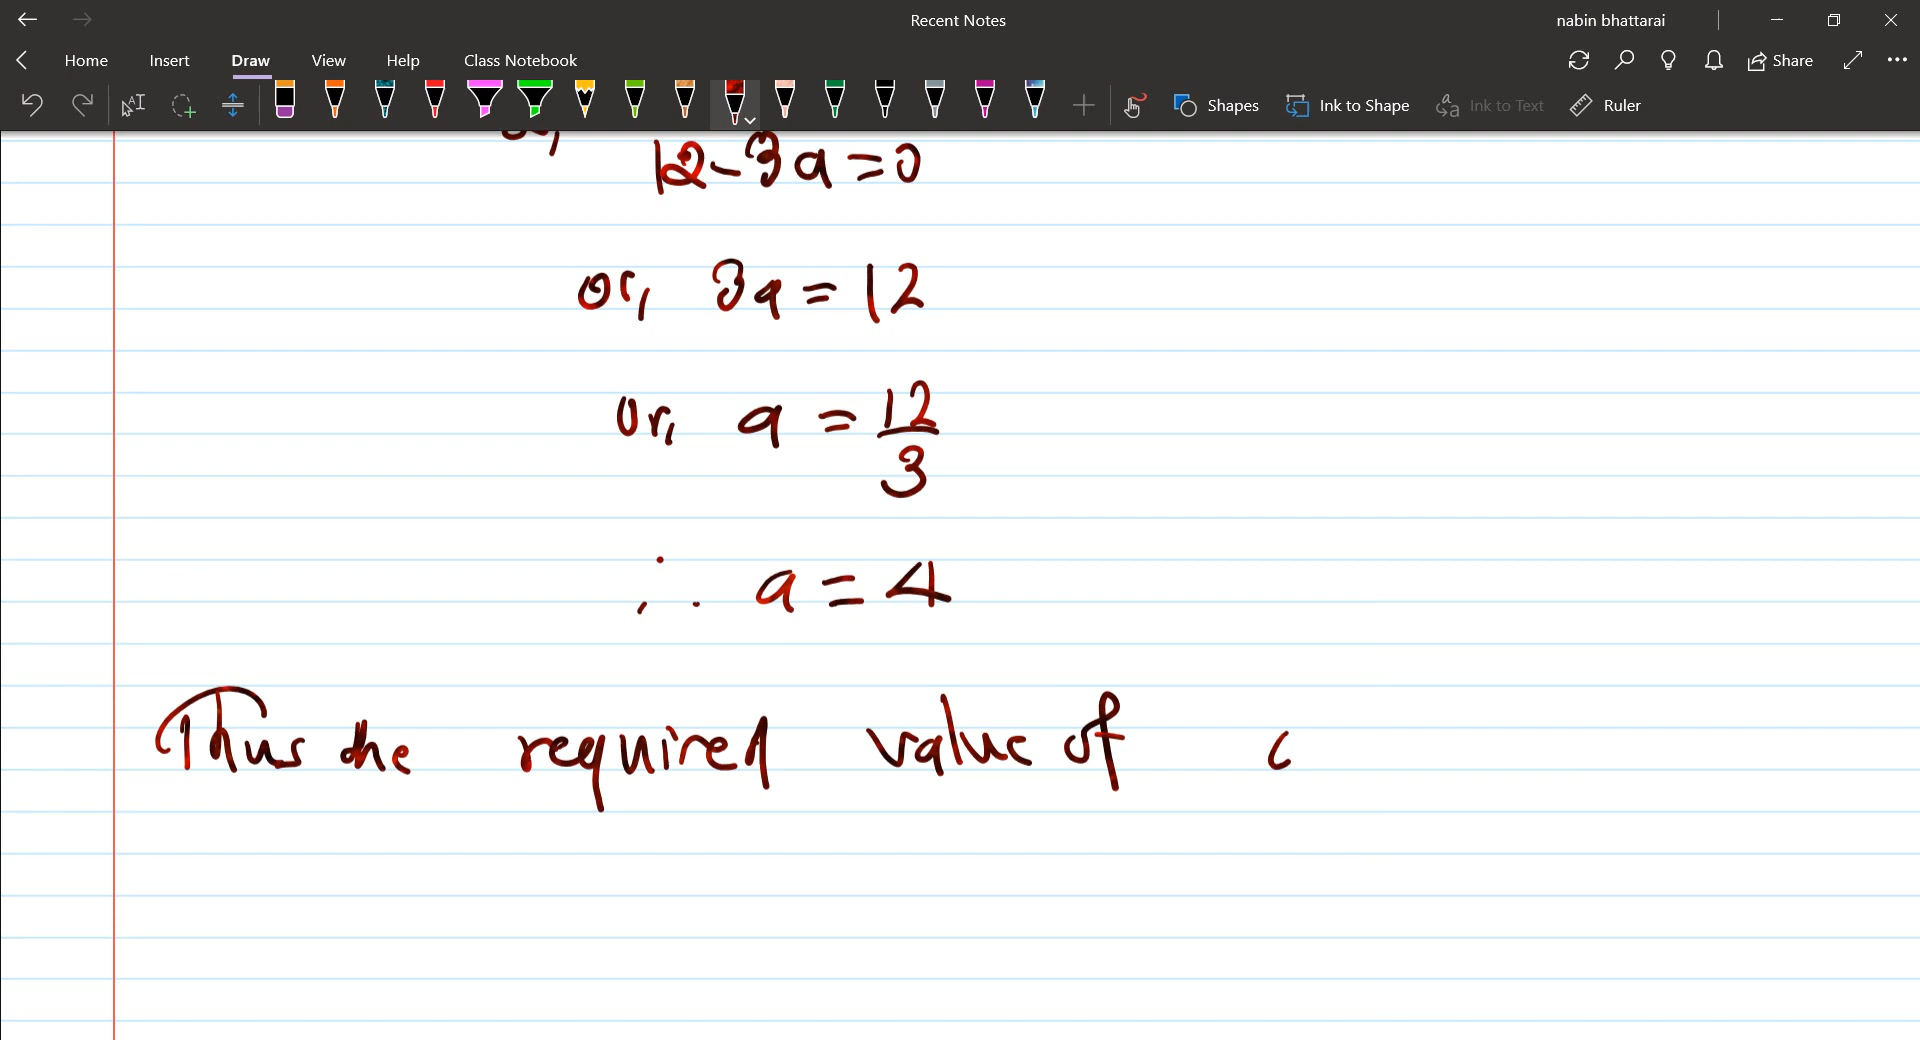 Recent Notes
nabin bhattarai
Home Insert Draw View Help Class Notebook
Share
Shapes Ink to Shape Ink to Text Ruler
12-3a=0
or, 3a=12
or, a = 12/3
∴ a = 4
Thus the required value of